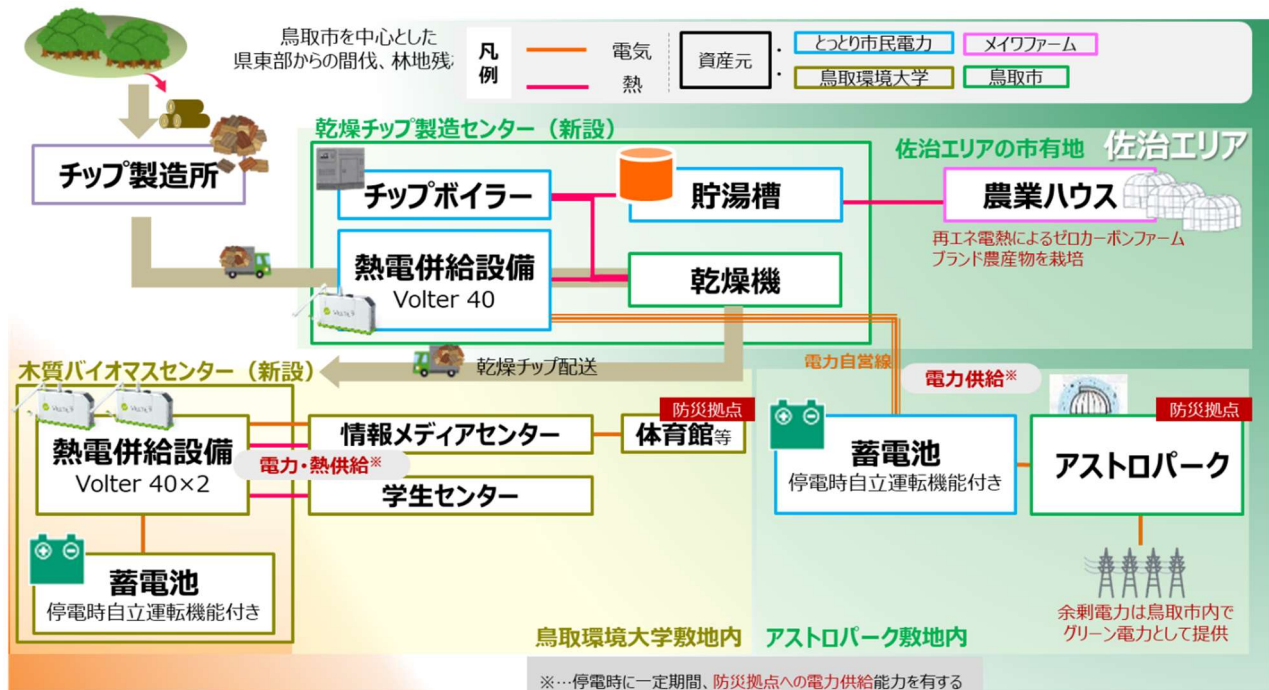 鳥取市を中心とした
県東部からの間伐、林地残
凡例
電気
熱
資産元
とっとり市民電力
メイワファーム
鳥取環境大学
鳥取市
チップ製造所
乾燥チップ製造センター（新設）
佐治エリアの市有地
佐治エリア
チップボイラー
貯湯槽
農業ハウス
再エネ電熱によるゼロカーボンファーム
ブランド農産物を栽培
熱電併給設備
Volter 40
乾燥機
乾燥チップ配送
電力自営線
電力供給※
木質バイオマスセンター（新設）
熱電併給設備
Volter 40×2
電力・熱供給※
情報メディアセンター
防災拠点
体育館等
学生センター
蓄電池
停電時自立運転機能付き
蓄電池
停電時自立運転機能付き
防災拠点
アストロパーク
余剰電力は鳥取市内で
グリーン電力として提供
鳥取環境大学敷地内
アストロパーク敷地内
※…停電時に一定期間、防災拠点への電力供給能力を有する